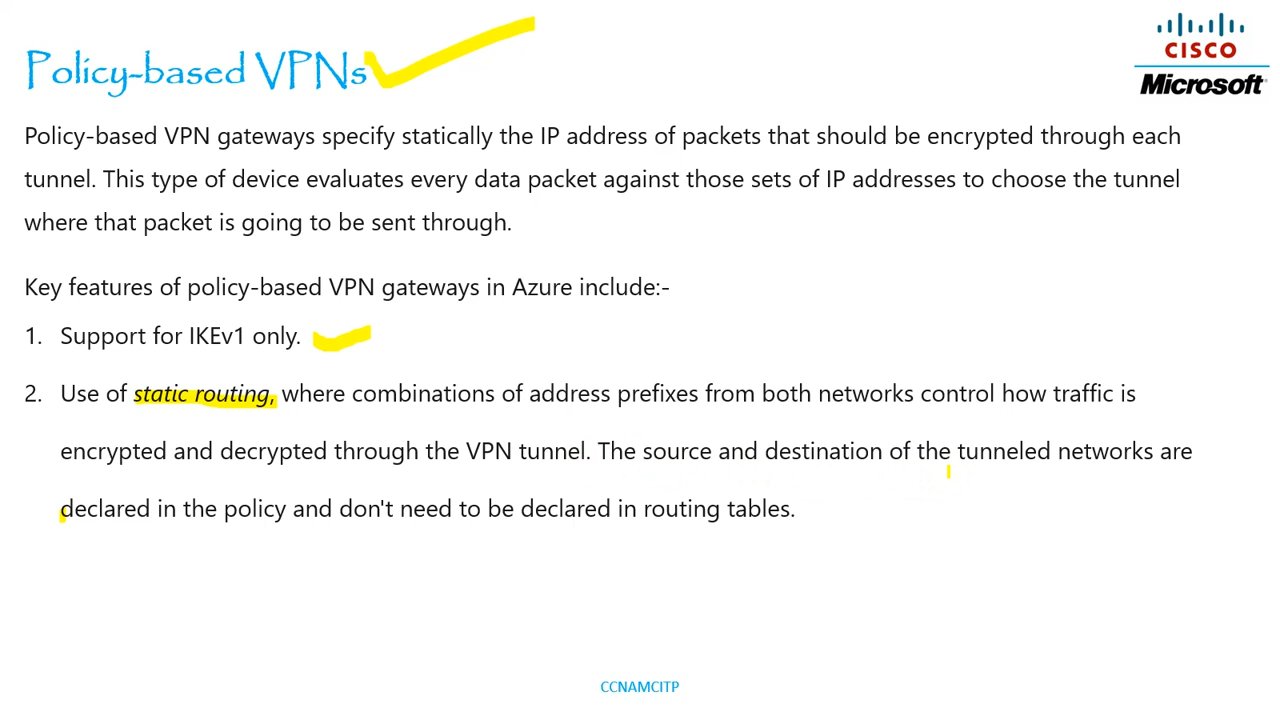 Policy-based VPNs
CISCO
Microsoft
Policy-based VPN gateways specify statically the IP address of packets that should be encrypted through each
tunnel. This type of device evaluates every data packet against those sets of IP addresses to choose the tunnel
where that packet is going to be sent through.
Key features of policy-based VPN gateways in Azure include:-
1. Support for IKEv1 only.
2. Use of static routing, where combinations of address prefixes from both networks control how traffic is
encrypted and decrypted through the VPN tunnel. The source and destination of the tunneled networks are
declared in the policy and don't need to be declared in routing tables.
CCNAMCITP